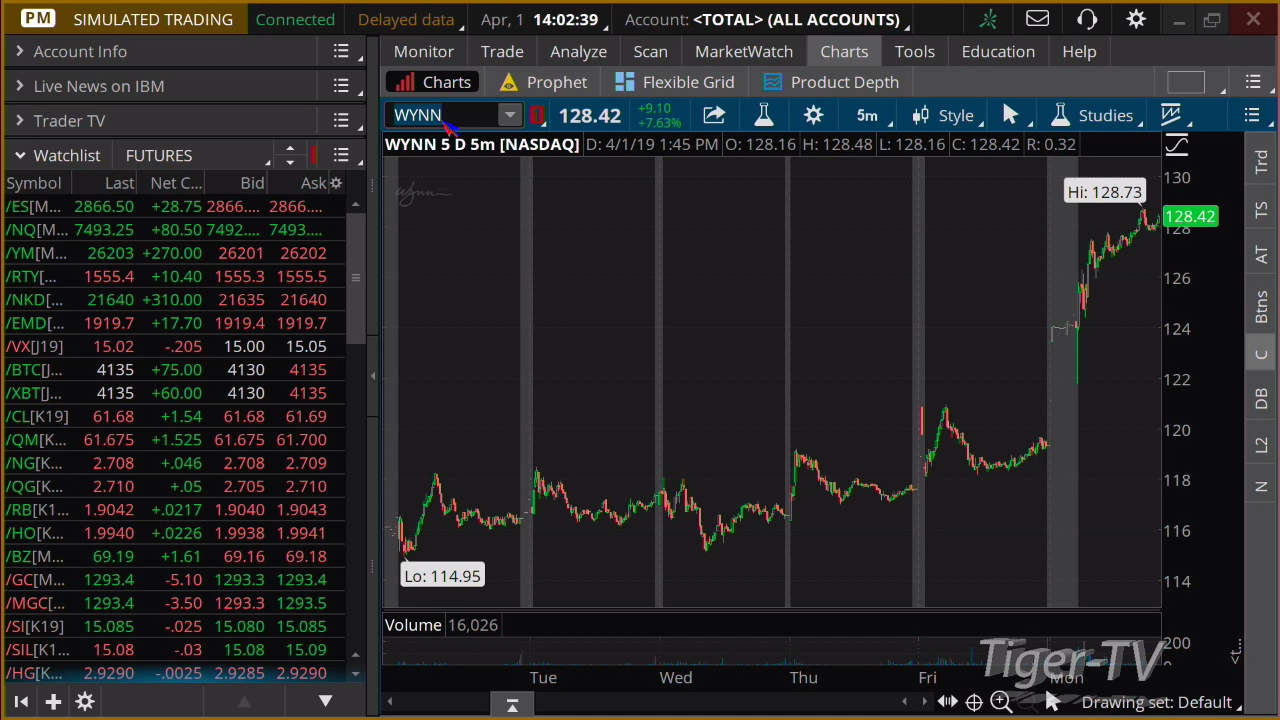 PM SIMULATED TRADING Connected Delayed data Apr, 1 14:02:39 Account: <TOTAL> (ALL ACCOUNTS)
Account Info
Live News on IBM
Trader TV
Watchlist FUTURES
Symbol Last Net C... Bid Ask
/ES[M... 2866.50 +28.75 2866.... 2866....
/NQ[M... 7493.25 +80.50 7492.... 7493....
/YM[M... 26203 +270.00 26201 26202
/RTY[... 1555.4 +10.40 1555.3 1555.5
/NKD[... 21640 +310.00 21635 21640
/EMD[... 1919.7 +17.70 1919.4 1919.7
/VX[J19] 15.02 -.205 15.00 15.05
/BTC[J... 4135 +75.00 4130 4135
/XBT[J... 4135 +60.00 4130 4135
/CL[K19] 61.68 +1.54 61.68 61.69
/QM[K... 61.675 +1.525 61.675 61.700
/NG[K... 2.708 +.046 2.708 2.709
/QG[K... 2.710 +.05 2.705 2.710
/RB[K1... 1.9042 +.0217 1.9040 1.9043
/HO[K... 1.9940 +.0226 1.9938 1.9941
/BZ[M... 69.19 +1.61 69.16 69.18
/GC[M... 1293.4 -5.10 1293.3 1293.4
/MGC[... 1293.4 -3.50 1293.3 1293.5
/SI[K19] 15.085 -.025 15.080 15.085
/SIL[K1... 15.08 -.03 15.08 15.09
/HG[K... 2.9290 -.0025 2.9285 2.9290
Monitor Trade Analyze Scan MarketWatch Charts Tools Education Help
Charts Prophet Flexible Grid Product Depth
WYNN 128.42 +9.10 +7.63% 5m Style Studies
WYNN 5 D 5m [NASDAQ] D: 4/1/19 1:45 PM O: 128.16 H: 128.48 L: 128.16 C: 128.42 R: 0.32
Wynn
Hi: 128.73
Lo: 114.95
130
128.42
128
126
124
122
120
118
116
114
Volume 16,026
200
Tue Wed Thu Fri Mon
Tiger-TV
Drawing set: Default
Trd
TS
AT
Btns
C
DB
L2
N